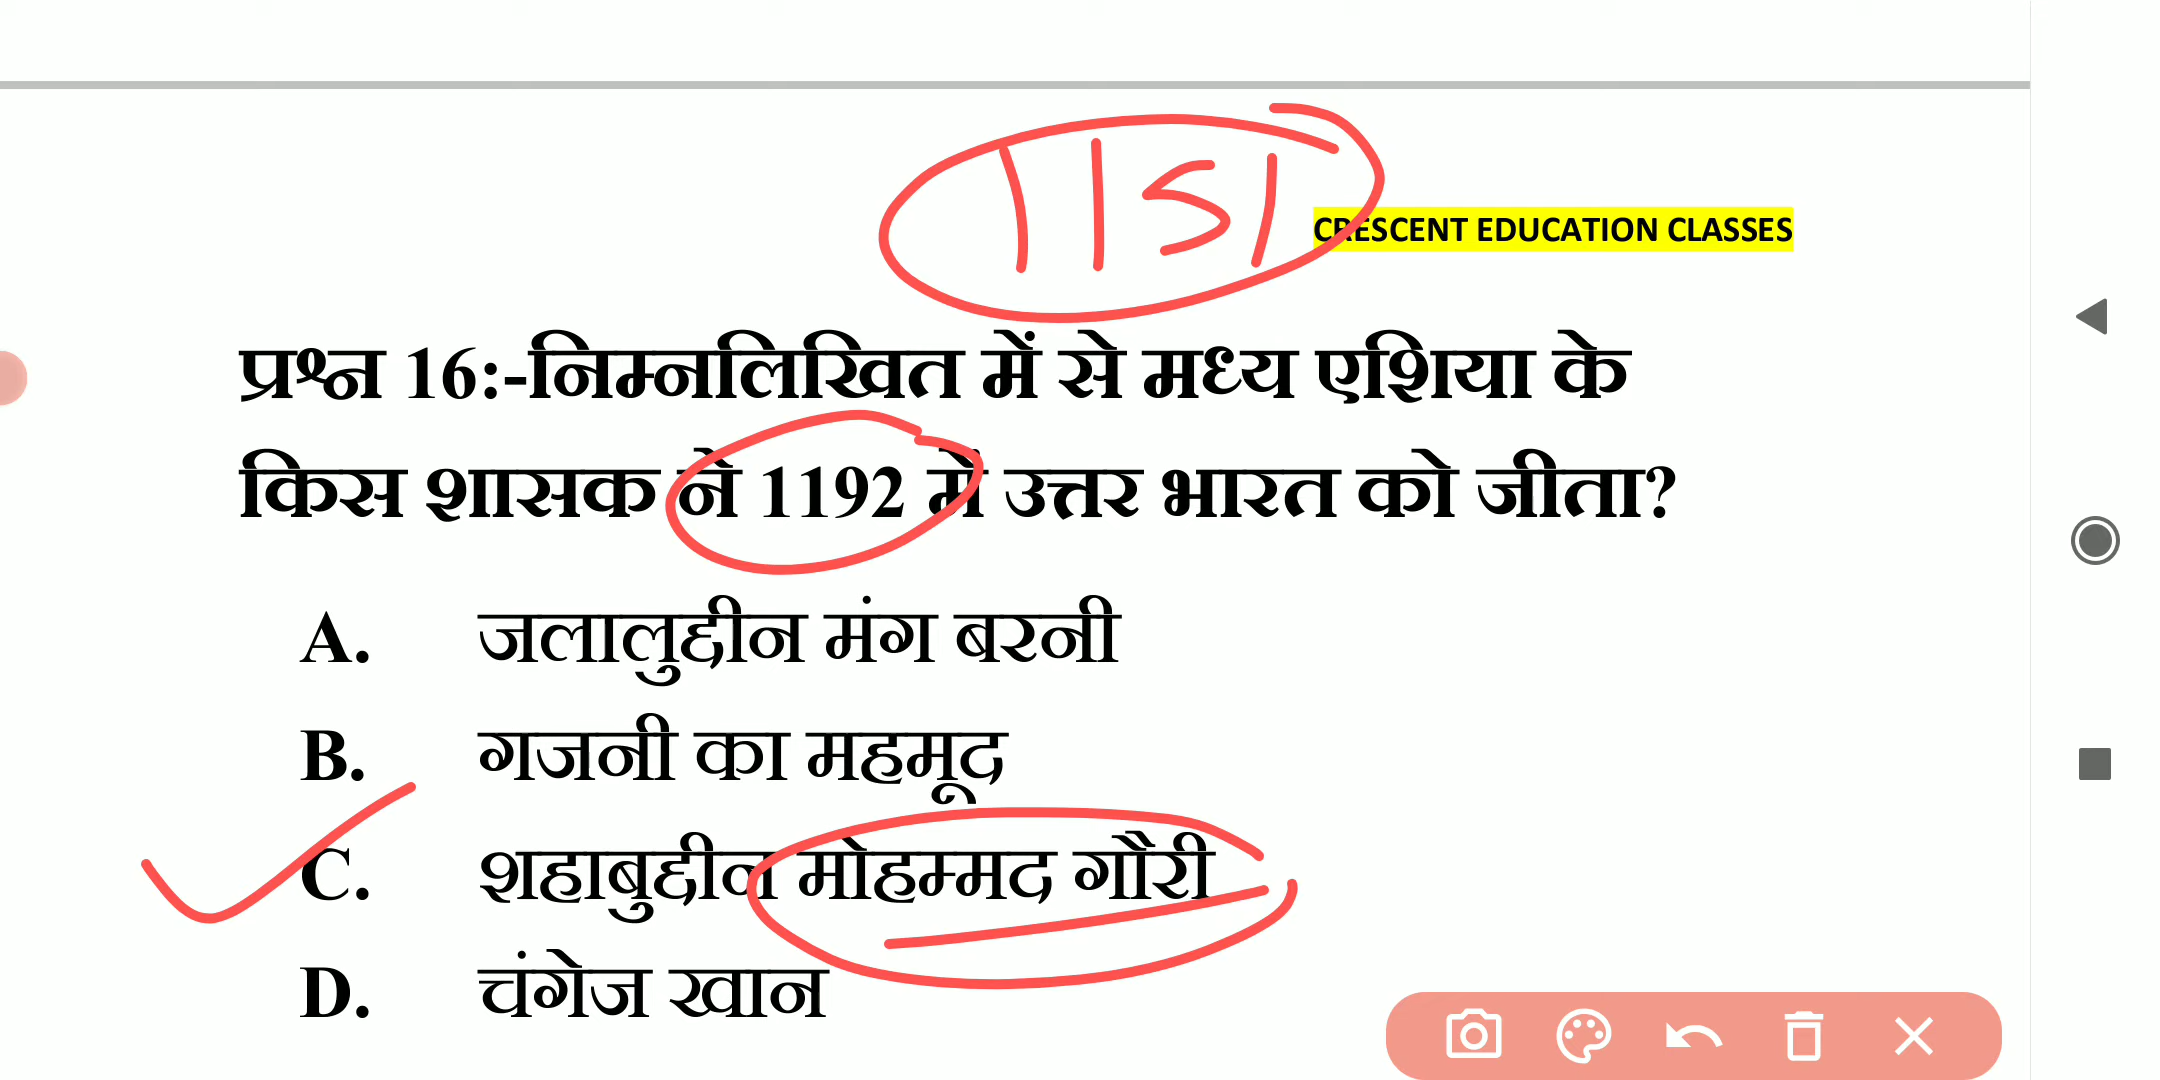 1151
CRESCENT EDUCATION CLASSES
प्रश्न 16:-निम्नलिखित में से मध्य एशिया के
किस शासक ने 1192 में उत्तर भारत को जीता?
A. जलालुद्दीन मंग बरनी
B. गजनी का महमूद
C. शहाबुद्दीन मोहम्मद गौरी
D. चंगेज खान